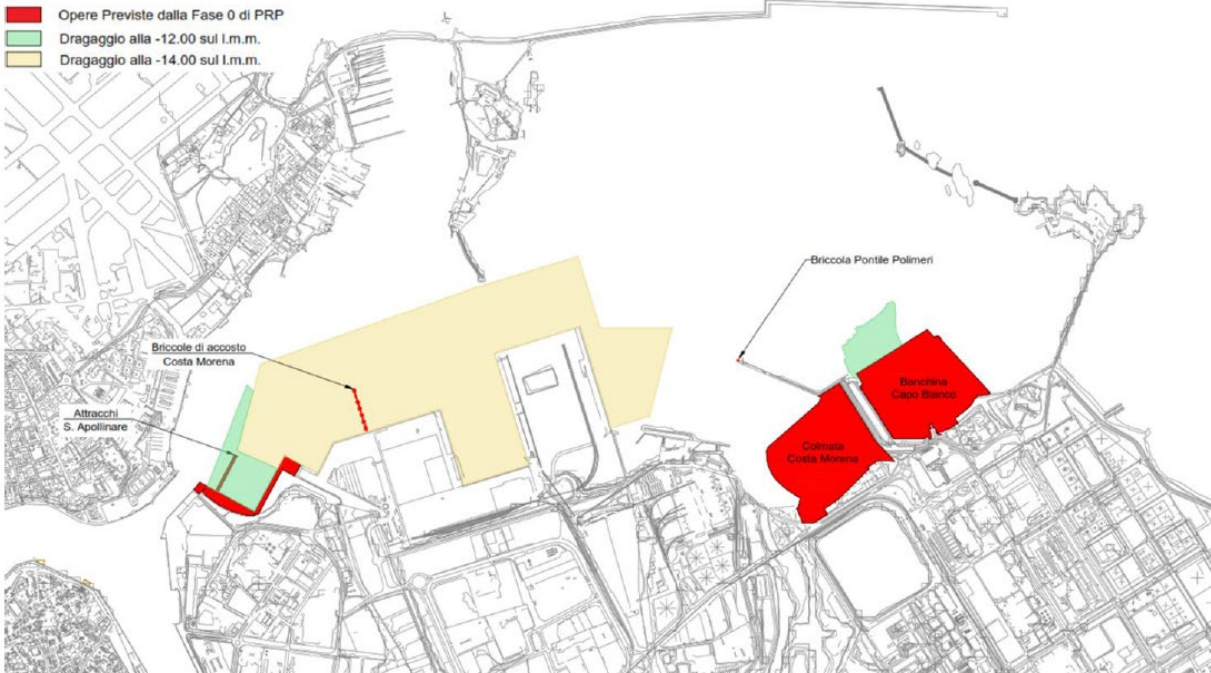 Opere Previste dalla Fase 0 di PRP
Dragaggio alla -12.00 sul l.m.m.
Dragaggio alla -14.00 sul l.m.m.
Briccola Pontile Polimeri
Briccole di accosto
Costa Morena
Attracchi
S. Apollinare
Banchina
Capo Bianco
Colmata
Costa Morena